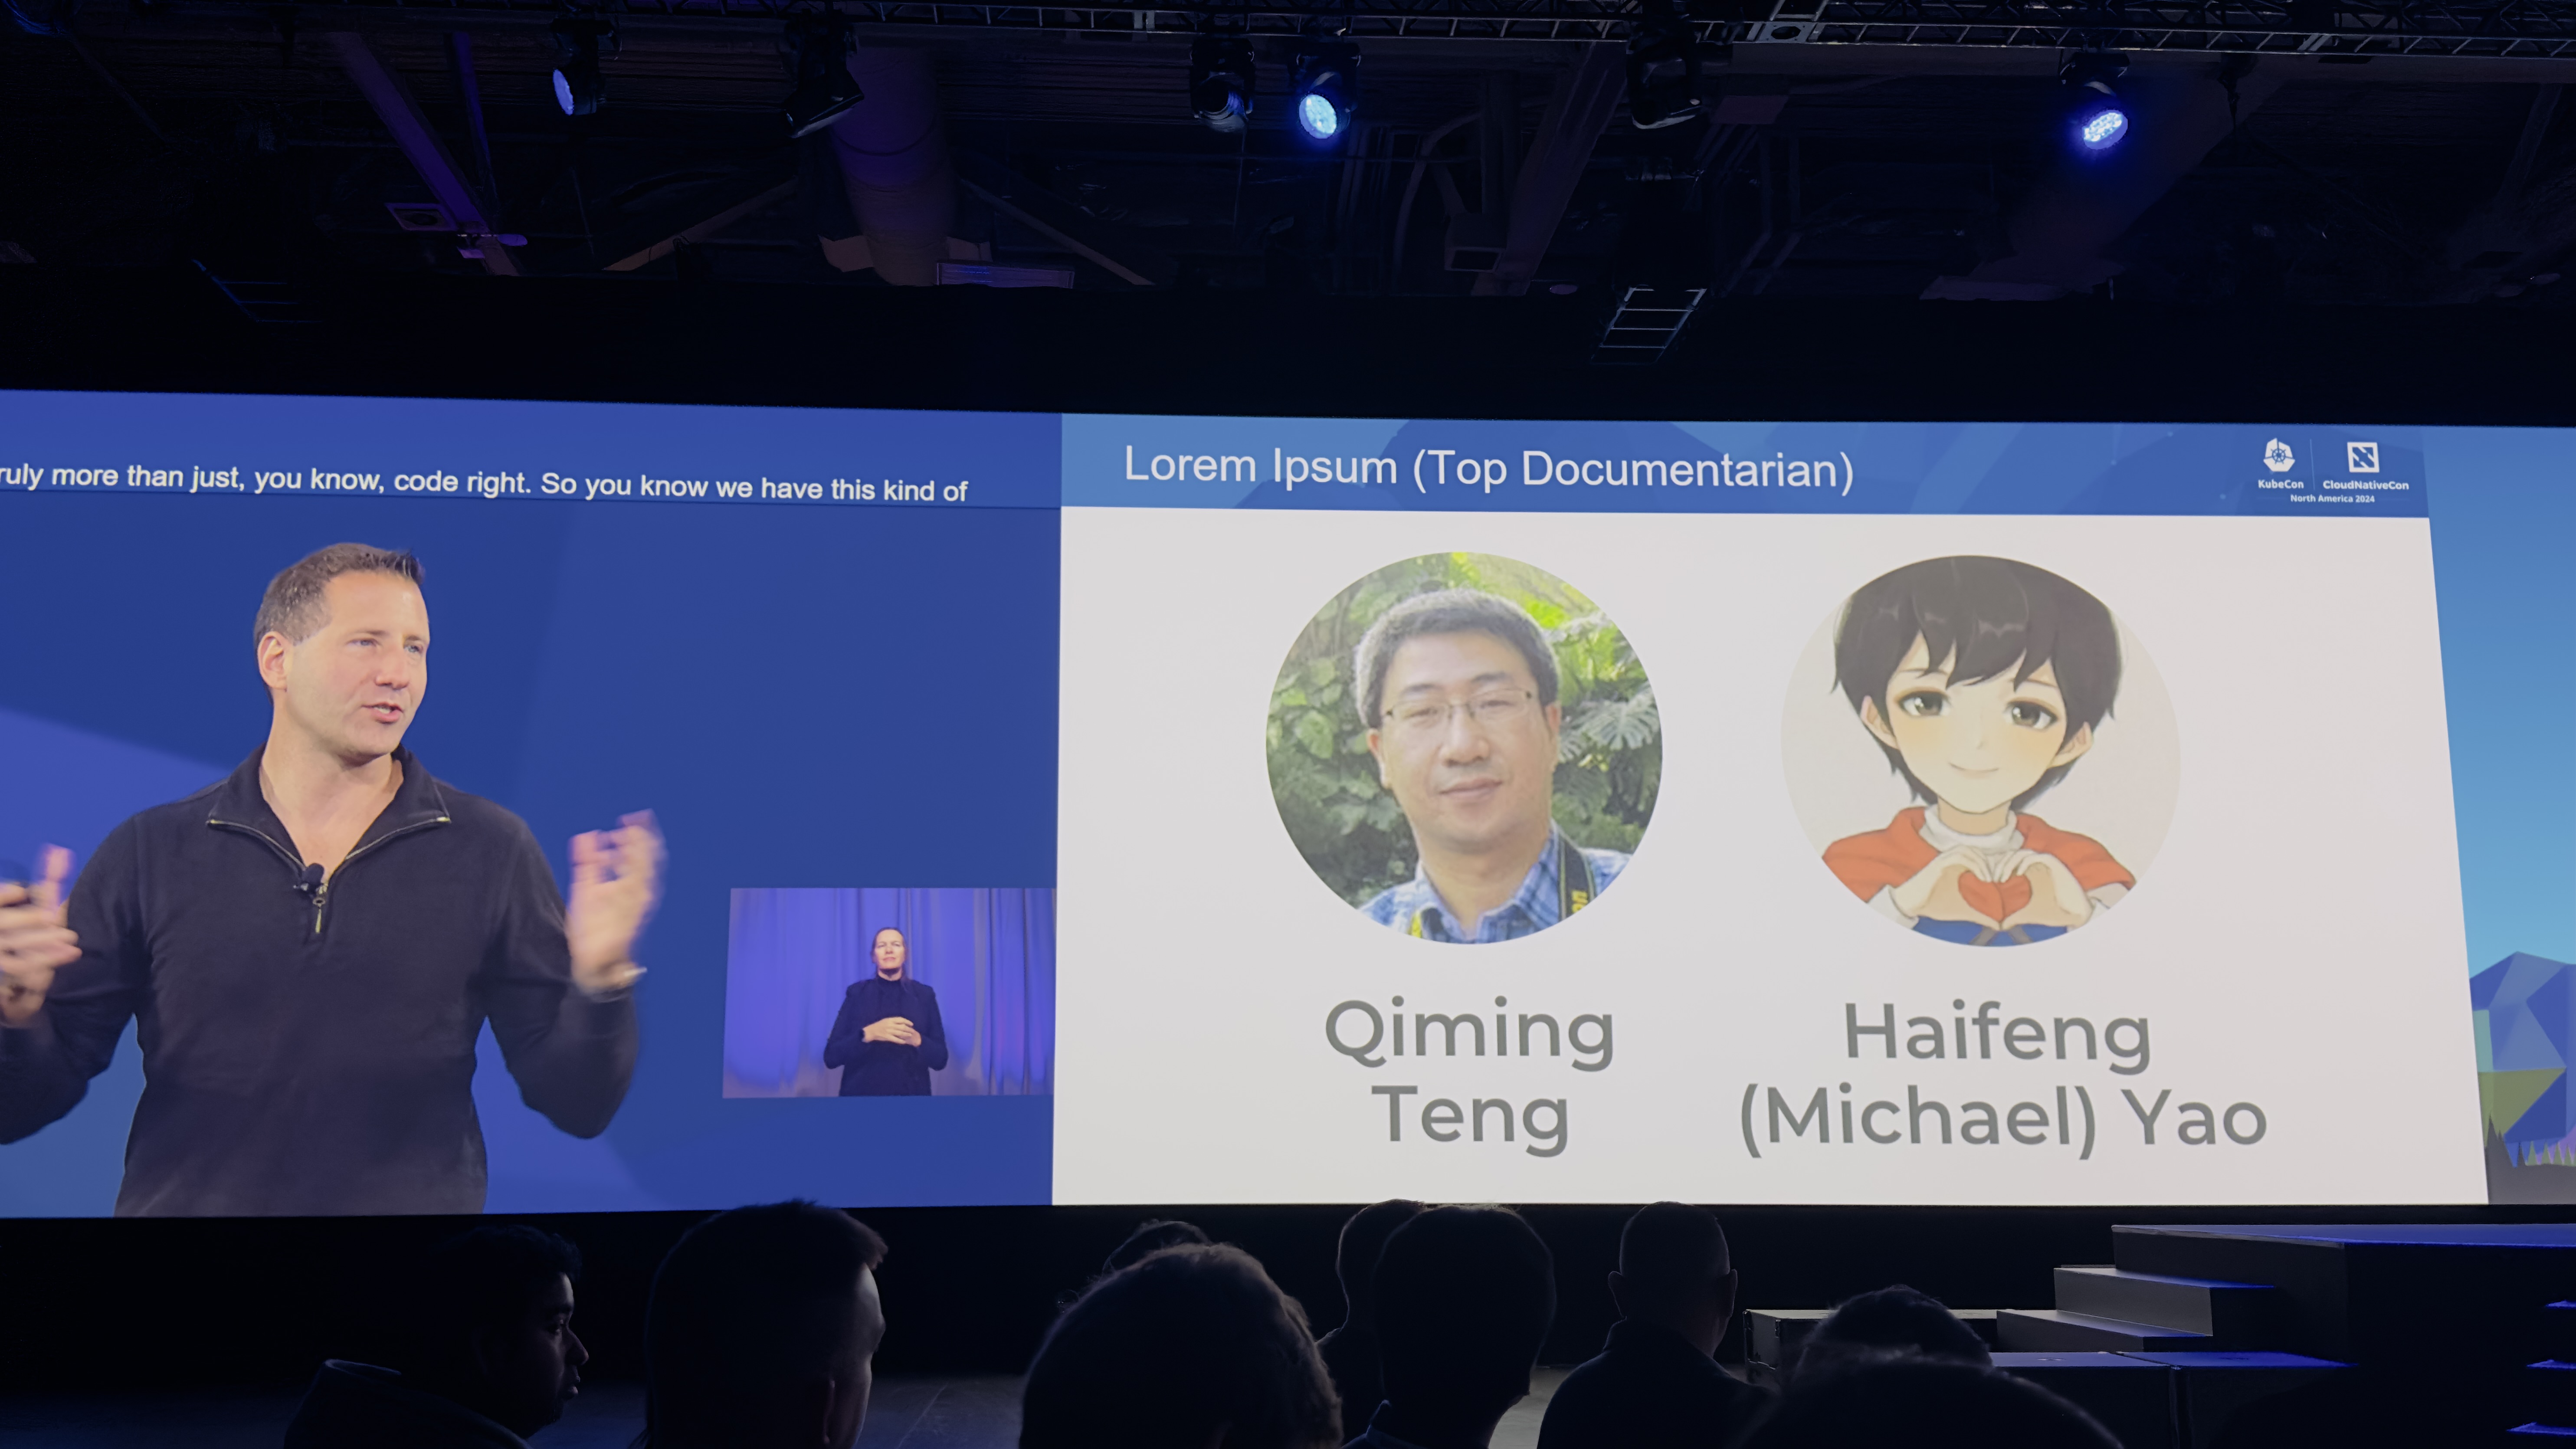 ruly more than just, you know, code right. So you know we have this kind of
Lorem Ipsum (Top Documentarian)
KubeCon
CloudNativeCon
North America 2024
Qiming
Teng
Haifeng
(Michael) Yao